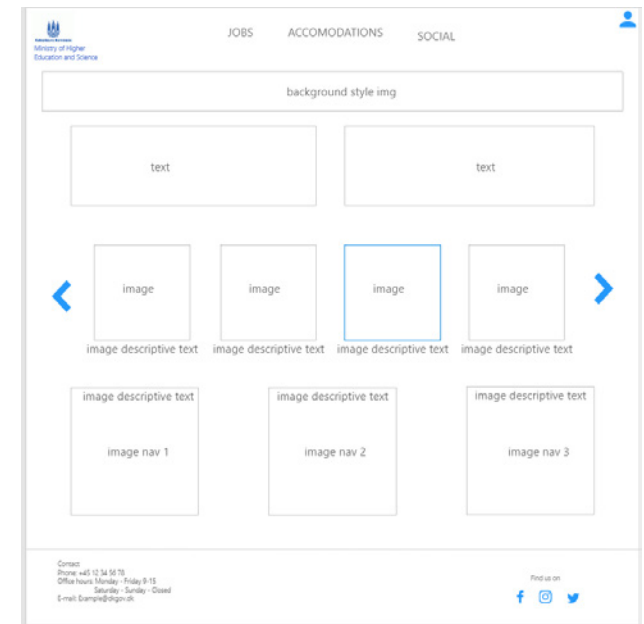 Ministry of Higher
Education and Science
JOBS ACCOMODATIONS SOCIAL
background style img
text text
image image image image
image descriptive text image descriptive text image descriptive text image descriptive text
image descriptive text image descriptive text image descriptive text
image nav 1 image nav 2 image nav 3
Contact
Phone: +45 12 34 56 78
Office hours: Monday - Friday 9-15
Saturday - Sunday - Closed
E-mail: Example@dkgov.dk
Find us on